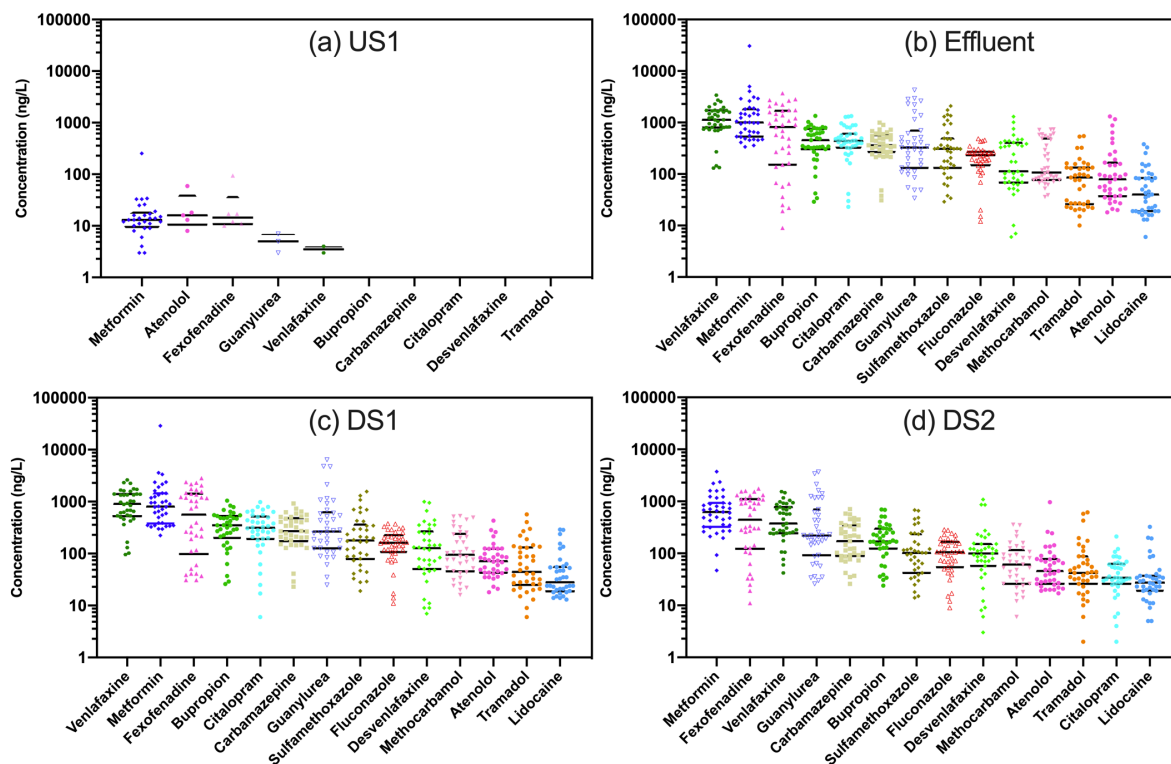 (a) US1
Concentration (ng/L)
100000
10000
1000
100
10
1
Metformin
Atenolol
Fexofenadine
Guanylurea
Venlafaxine
Bupropion
Carbamazepine
Citalopram
Desvenlafaxine
Tramadol
(b) Effluent
Concentration (ng/L)
100000
10000
1000
100
10
1
Venlafaxine
Metformin
Fexofenadine
Bupropion
Citalopram
Carbamazepine
Guanylurea
Sulfamethoxazole
Fluconazole
Desvenlafaxine
Methocarbamol
Tramadol
Atenolol
Lidocaine
(c) DS1
Concentration (ng/L)
100000
10000
1000
100
10
1
Venlafaxine
Metformin
Fexofenadine
Bupropion
Citalopram
Carbamazepine
Guanylurea
Sulfamethoxazole
Fluconazole
Desvenlafaxine
Methocarbamol
Atenolol
Tramadol
Lidocaine
(d) DS2
Concentration (ng/L)
100000
10000
1000
100
10
1
Metformin
Fexofenadine
Venlafaxine
Guanylurea
Carbamazepine
Bupropion
Sulfamethoxazole
Fluconazole
Desvenlafaxine
Methocarbamol
Atenolol
Tramadol
Citalopram
Lidocaine